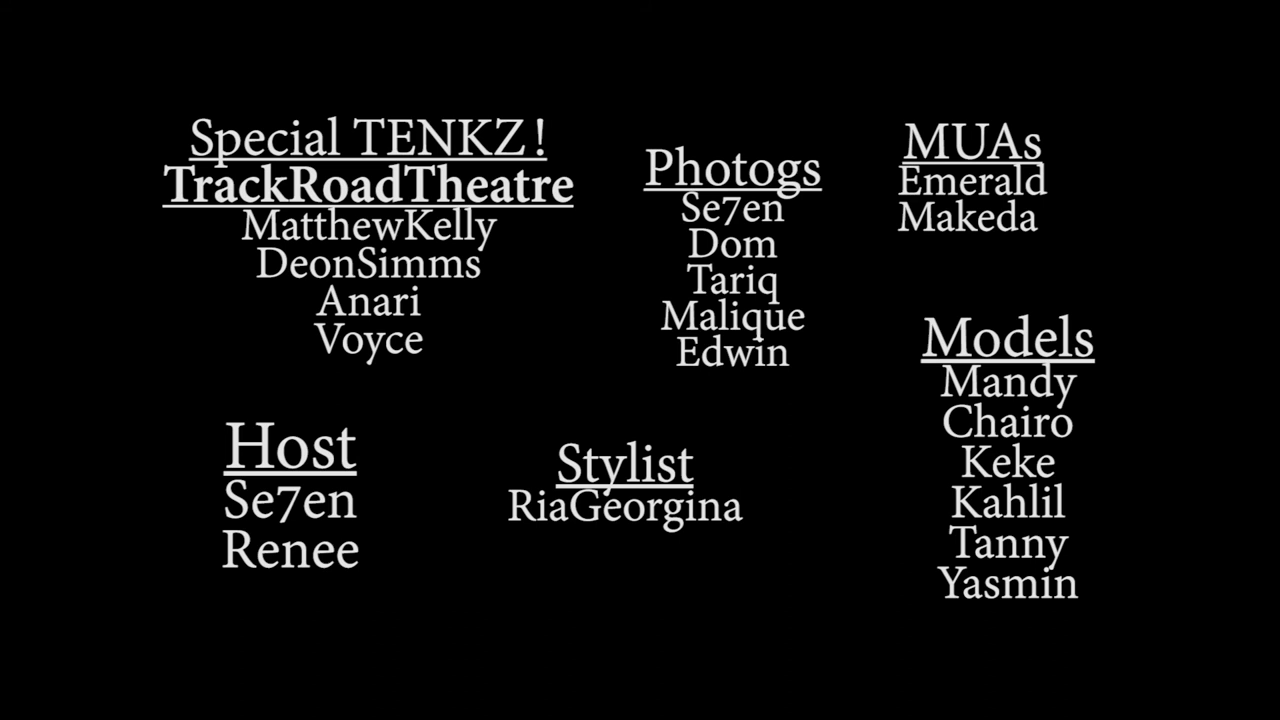 Special TENKZ!
TrackRoadTheatre
MatthewKelly
DeonSimms
Anari
Voyce
Photogs
Se7en
Dom
Tariq
Malique
Edwin
MUAs
Emerald
Makeda
Host
Se7en
Renee
Stylist
RiaGeorgina
Models
Mandy
Chairo
Keke
Kahlil
Tanny
Yasmin